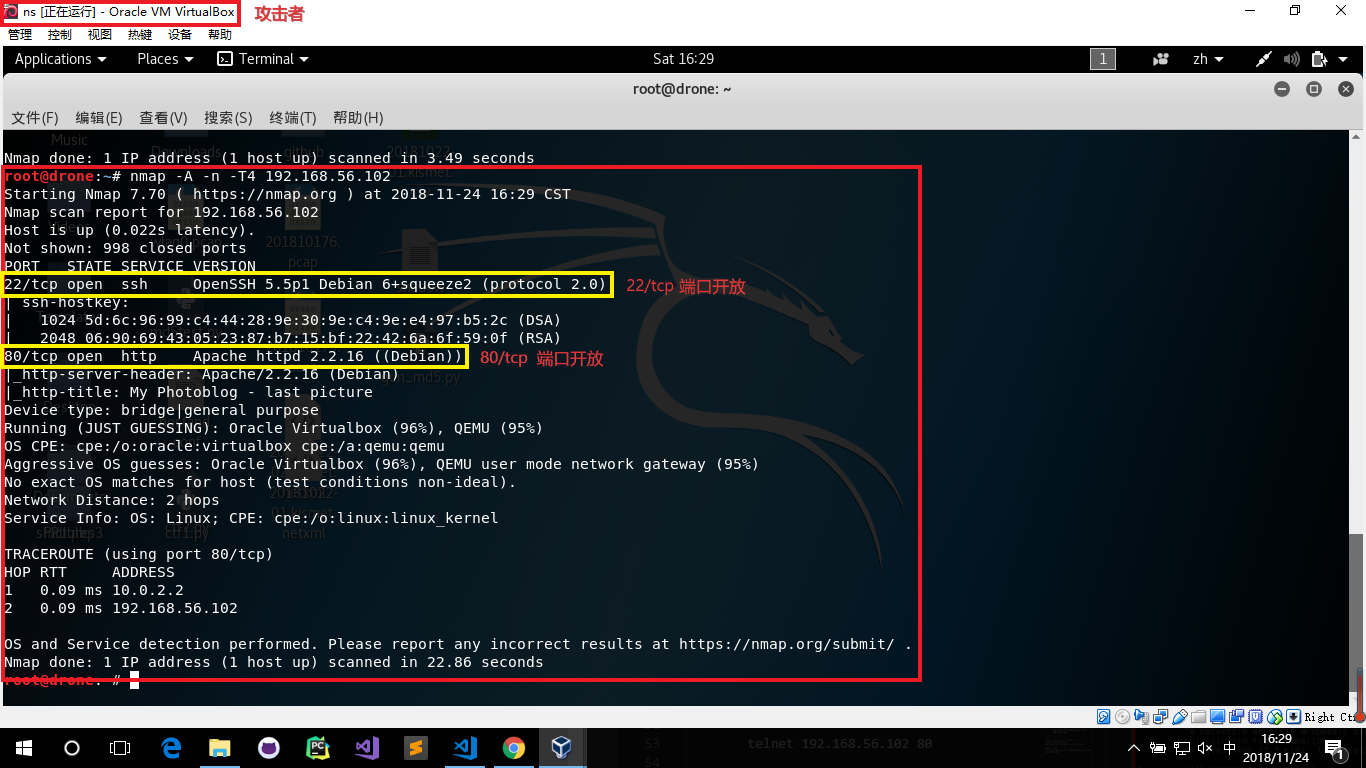 ns [正在运行] - Oracle VM VirtualBox
攻击者
管理 控制 视图 热键 设备 帮助
Applications Places Terminal Sat 16:29 1 zh
root@drone: ~
文件(F) 编辑(E) 查看(V) 搜索(S) 终端(T) 帮助(H)
Nmap done: 1 IP address (1 host up) scanned in 3.49 seconds
root@drone:~# nmap -A -n -T4 192.168.56.102
Starting Nmap 7.70 ( https://nmap.org ) at 2018-11-24 16:29 CST
Nmap scan report for 192.168.56.102
Host is up (0.022s latency).
Not shown: 998 closed ports
PORT STATE SERVICE VERSION
22/tcp open ssh OpenSSH 5.5p1 Debian 6+squeeze2 (protocol 2.0)
22/tcp 端口开放
| ssh-hostkey:
| 1024 5d:6c:96:99:c4:44:28:9e:30:9e:c4:9e:e4:97:b5:2c (DSA)
| 2048 06:90:69:43:05:23:87:b7:15:bf:22:42:6a:6f:59:0f (RSA)
80/tcp open http Apache httpd 2.2.16 ((Debian))
80/tcp 端口开放
|_http-server-header: Apache/2.2.16 (Debian)
|_http-title: My Photoblog - last picture
Device type: bridge|general purpose
Running (JUST GUESSING): Oracle Virtualbox (96%), QEMU (95%)
OS CPE: cpe:/o:oracle:virtualbox cpe:/a:qemu:qemu
Aggressive OS guesses: Oracle Virtualbox (96%), QEMU user mode network gateway (95%)
No exact OS matches for host (test conditions non-ideal).
Network Distance: 2 hops
Service Info: OS: Linux; CPE: cpe:/o:linux:linux_kernel
TRACEROUTE (using port 80/tcp)
HOP RTT ADDRESS
1 0.09 ms 10.0.2.2
2 0.09 ms 192.168.56.102
OS and Service detection performed. Please report any incorrect results at https://nmap.org/submit/ .
Nmap done: 1 IP address (1 host up) scanned in 22.86 seconds
root@drone:~#
Right Ctrl
53 telnet 192.168.56.102 80
54
中 16:29
2018/11/24
1